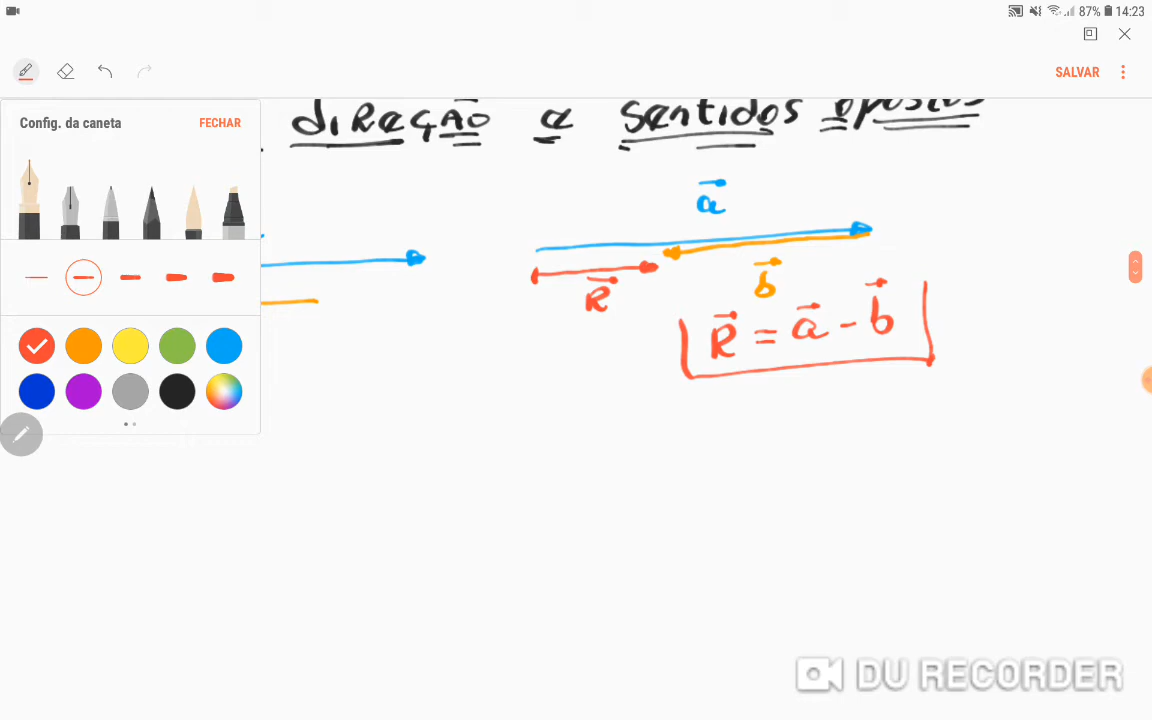 87% 14:23
SALVAR
Config. da caneta FECHAR
direção e sentidos opostos
a
b
R
R = a - b
DU RECORDER